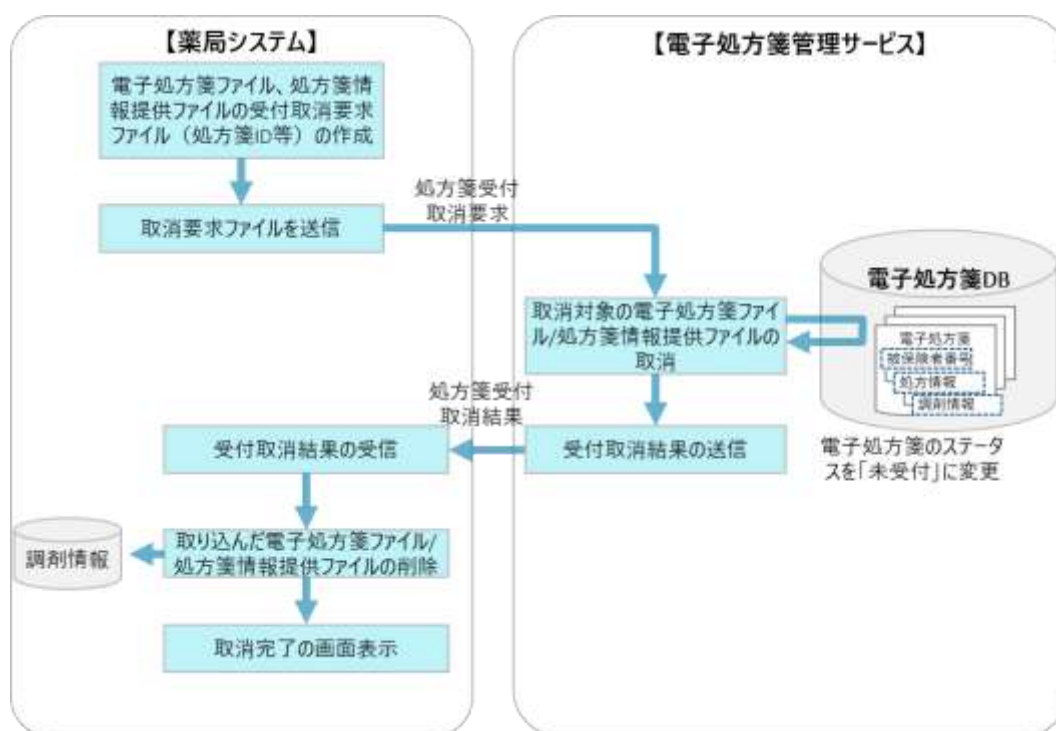 【薬局システム】
電子処方箋ファイル、処方箋情
報提供ファイルの受付取消要求
ファイル（処方箋ID等）の作成
取消要求ファイルを送信
処方箋受付
取消要求
【電子処方箋管理サービス】
取消対象の電子処方箋ファイ
ル/処方箋情報提供ファイルの
取消
電子処方箋DB
電子処方箋
被保険者番号
処方情報
調剤情報
電子処方箋のステータ
スを「未受付」に変更
受付取消結果の送信
処方箋受付
取消結果
受付取消結果の受信
取り込んだ電子処方箋ファイル/
処方箋情報提供ファイルの削除
調剤情報
取消完了の画面表示